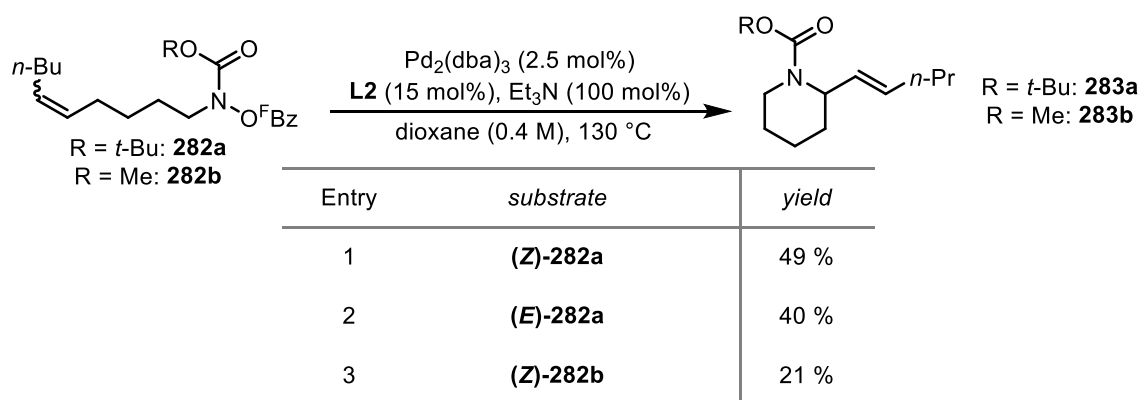 n-Bu
RO
O
N
O^FBz
R = t-Bu: 282a
R = Me: 282b
Pd2(dba)3 (2.5 mol%)
L2 (15 mol%), Et3N (100 mol%)
dioxane (0.4 M), 130 °C
RO
O
N
n-Pr
R = t-Bu: 283a
R = Me: 283b
Entry substrate yield
1 (Z)-282a 49 %
2 (E)-282a 40 %
3 (Z)-282b 21 %